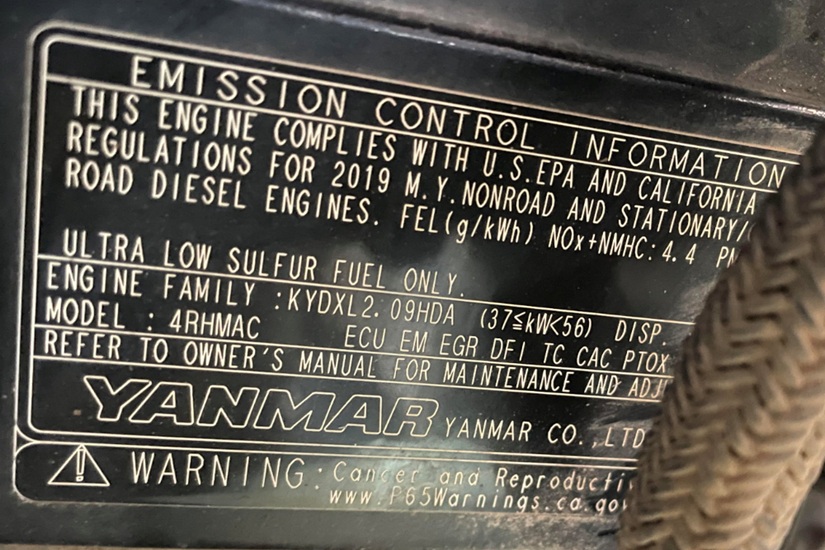 EMISSION CONTROL INFORMATION
THIS ENGINE COMPLIES WITH U.S.EPA AND CALIFORNIA
REGULATIONS FOR 2019 M.Y.NONROAD AND STATIONARY/
ROAD DIESEL ENGINES. FEL(g/kWh) NOx+NMHC:4.4
ULTRA LOW SULFUR FUEL ONLY.
ENGINE FAMILY :KYDXL2.09HDA (37≦kW<56) DISP.
MODEL : 4RHMAC ECU EM EGR DFI TC CAC PTOX
REFER TO OWNER'S MANUAL FOR MAINTENANCE AND
YANMAR YANMAR CO.,LTD
WARNING: Cancer and
www.P65Warnings.ca.gov